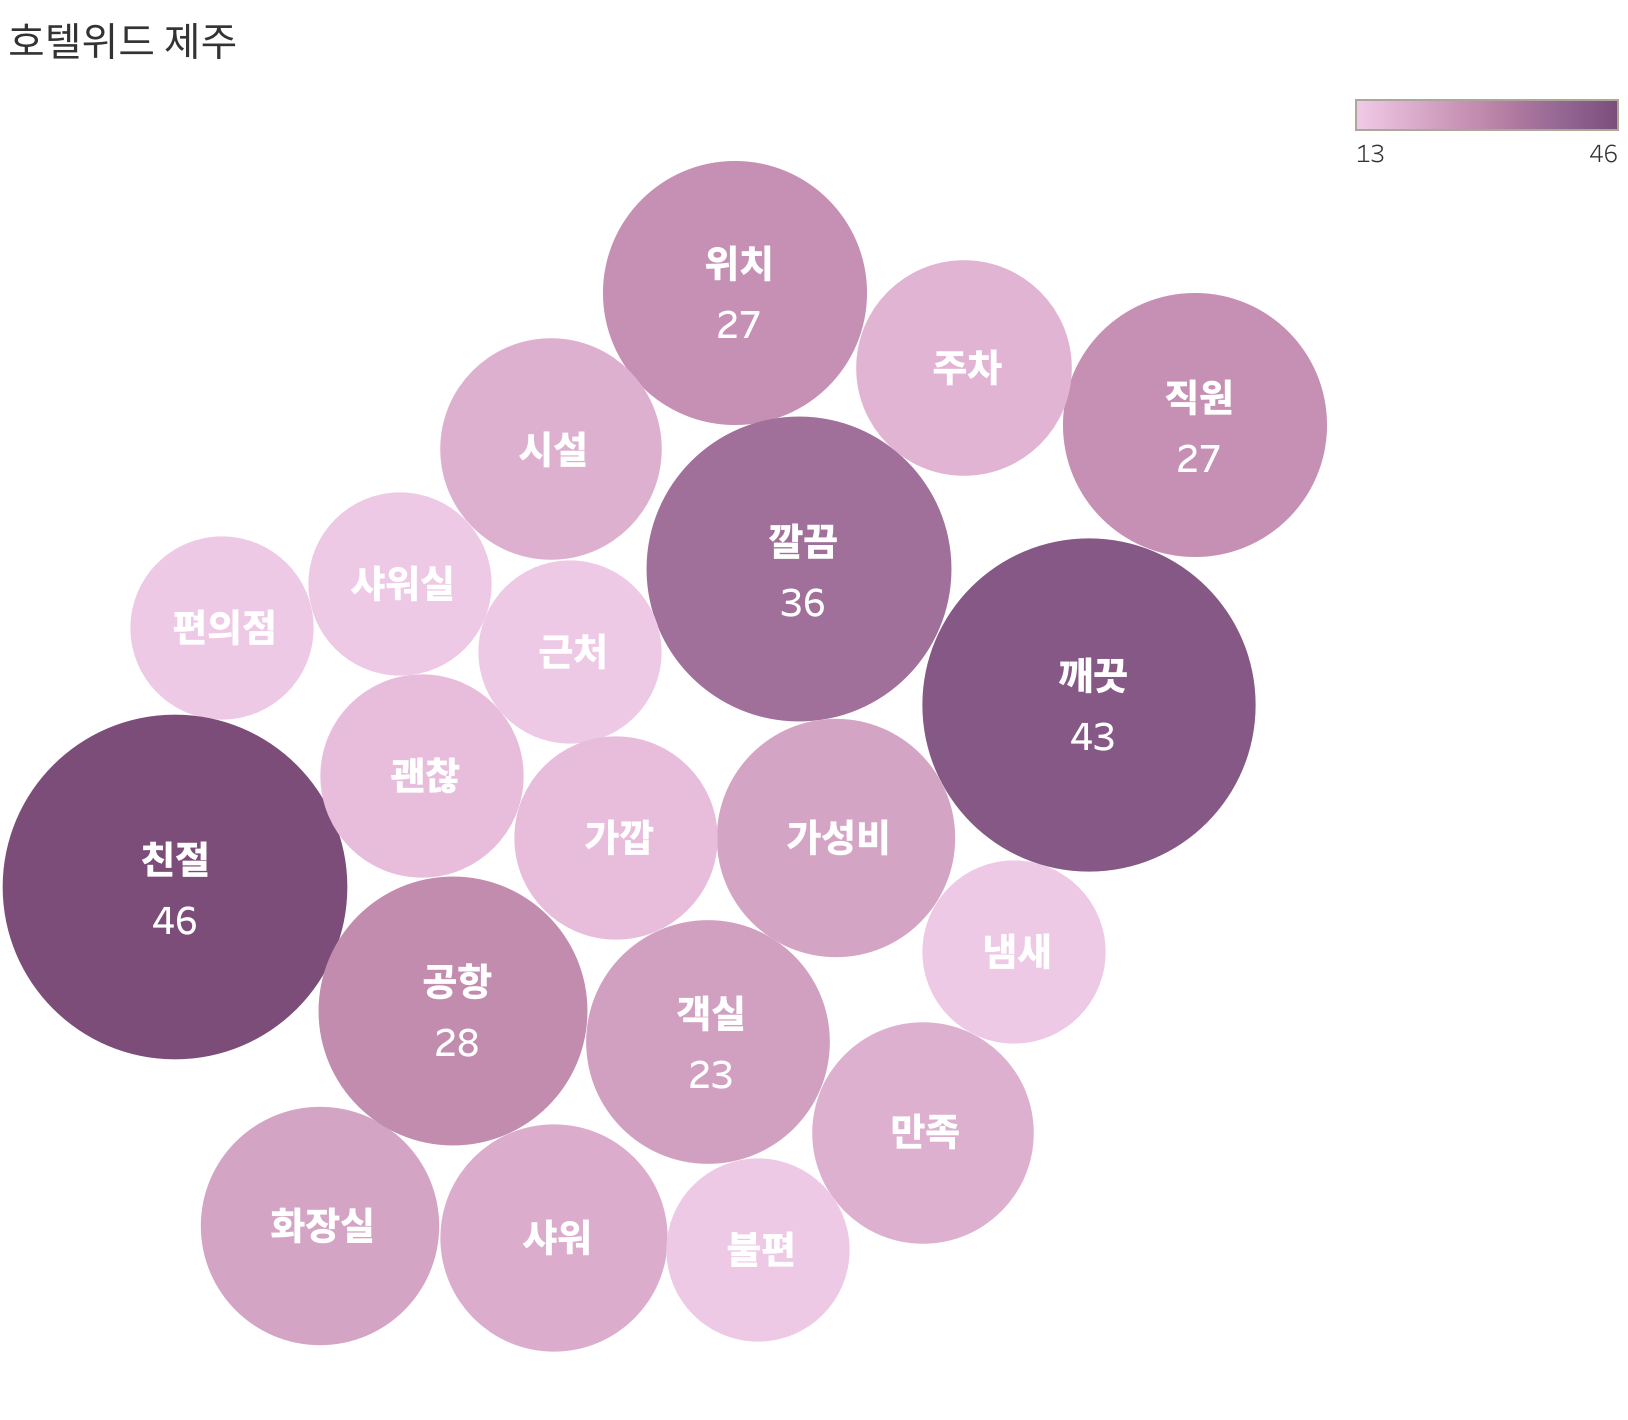 호텔위드 제주
13
46
위치
27
주차
직원
27
시설
깔끔
36
샤워실
편의점
근처
깨끗
43
괜찮
가깝
가성비
친절
46
냄새
공항
28
객실
23
만족
화장실
샤워
불편